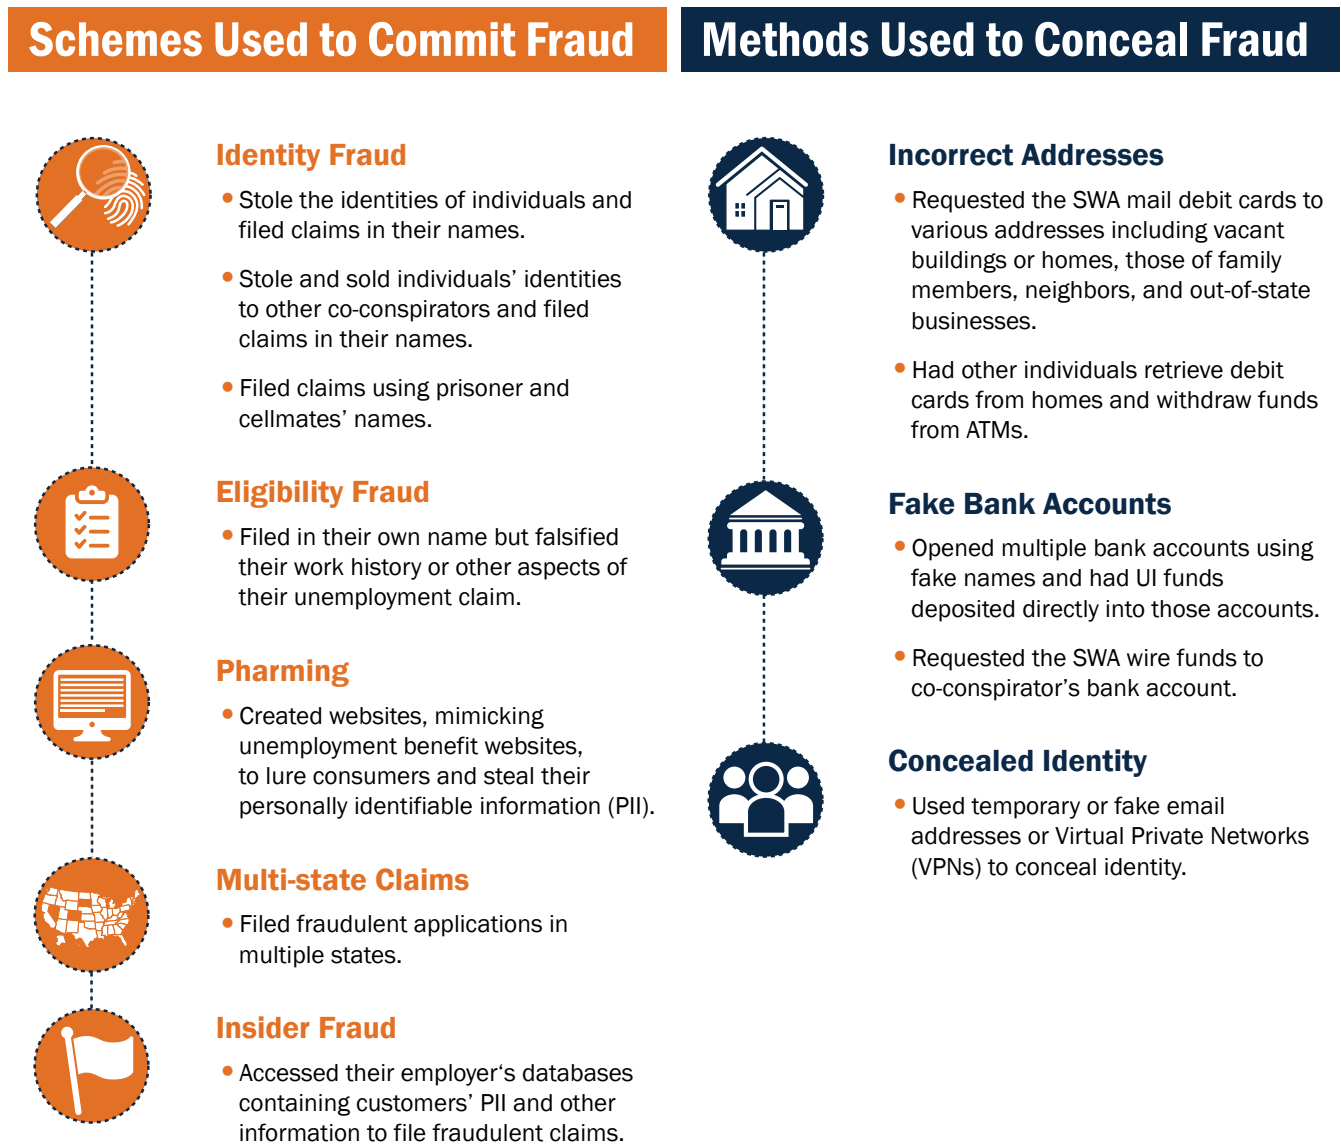 Schemes Used to Commit Fraud
Identity Fraud
• Stole the identities of individuals and
filed claims in their names.
• Stole and sold individuals’ identities
to other co-conspirators and filed
claims in their names.
• Filed claims using prisoner and
cellmates’ names.
Eligibility Fraud
• Filed in their own name but falsified
their work history or other aspects of
their unemployment claim.
Pharming
• Created websites, mimicking
unemployment benefit websites,
to lure consumers and steal their
personally identifiable information (PII).
Multi-state Claims
• Filed fraudulent applications in
multiple states.
Insider Fraud
• Accessed their employer‘s databases
containing customers’ PII and other
information to file fraudulent claims.
Methods Used to Conceal Fraud
Incorrect Addresses
• Requested the SWA mail debit cards to
various addresses including vacant
buildings or homes, those of family
members, neighbors, and out-of-state
businesses.
• Had other individuals retrieve debit
cards from homes and withdraw funds
from ATMs.
Fake Bank Accounts
• Opened multiple bank accounts using
fake names and had UI funds
deposited directly into those accounts.
• Requested the SWA wire funds to
co-conspirator’s bank account.
Concealed Identity
• Used temporary or fake email
addresses or Virtual Private Networks
(VPNs) to conceal identity.